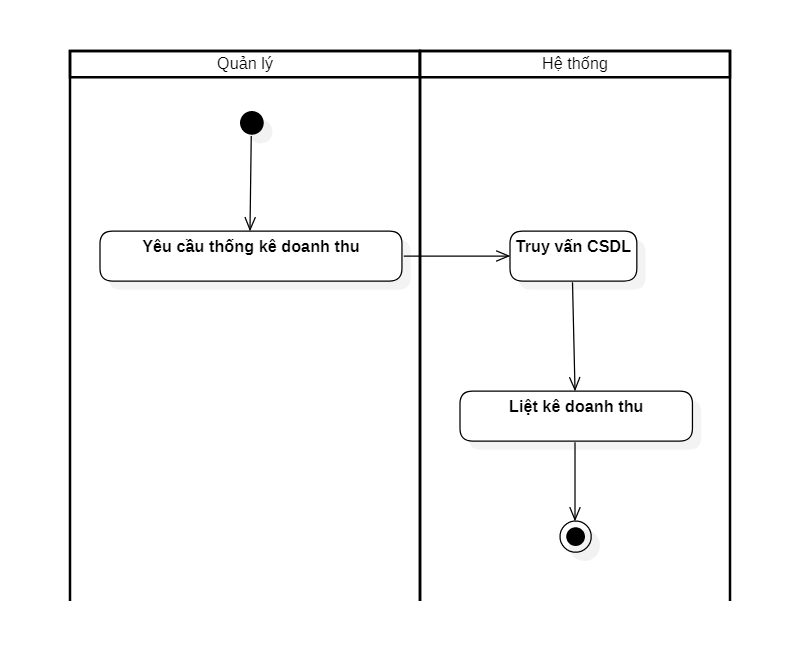 Quản lý
Hệ thống
Yêu cầu thống kê doanh thu
Truy vấn CSDL
Liệt kê doanh thu